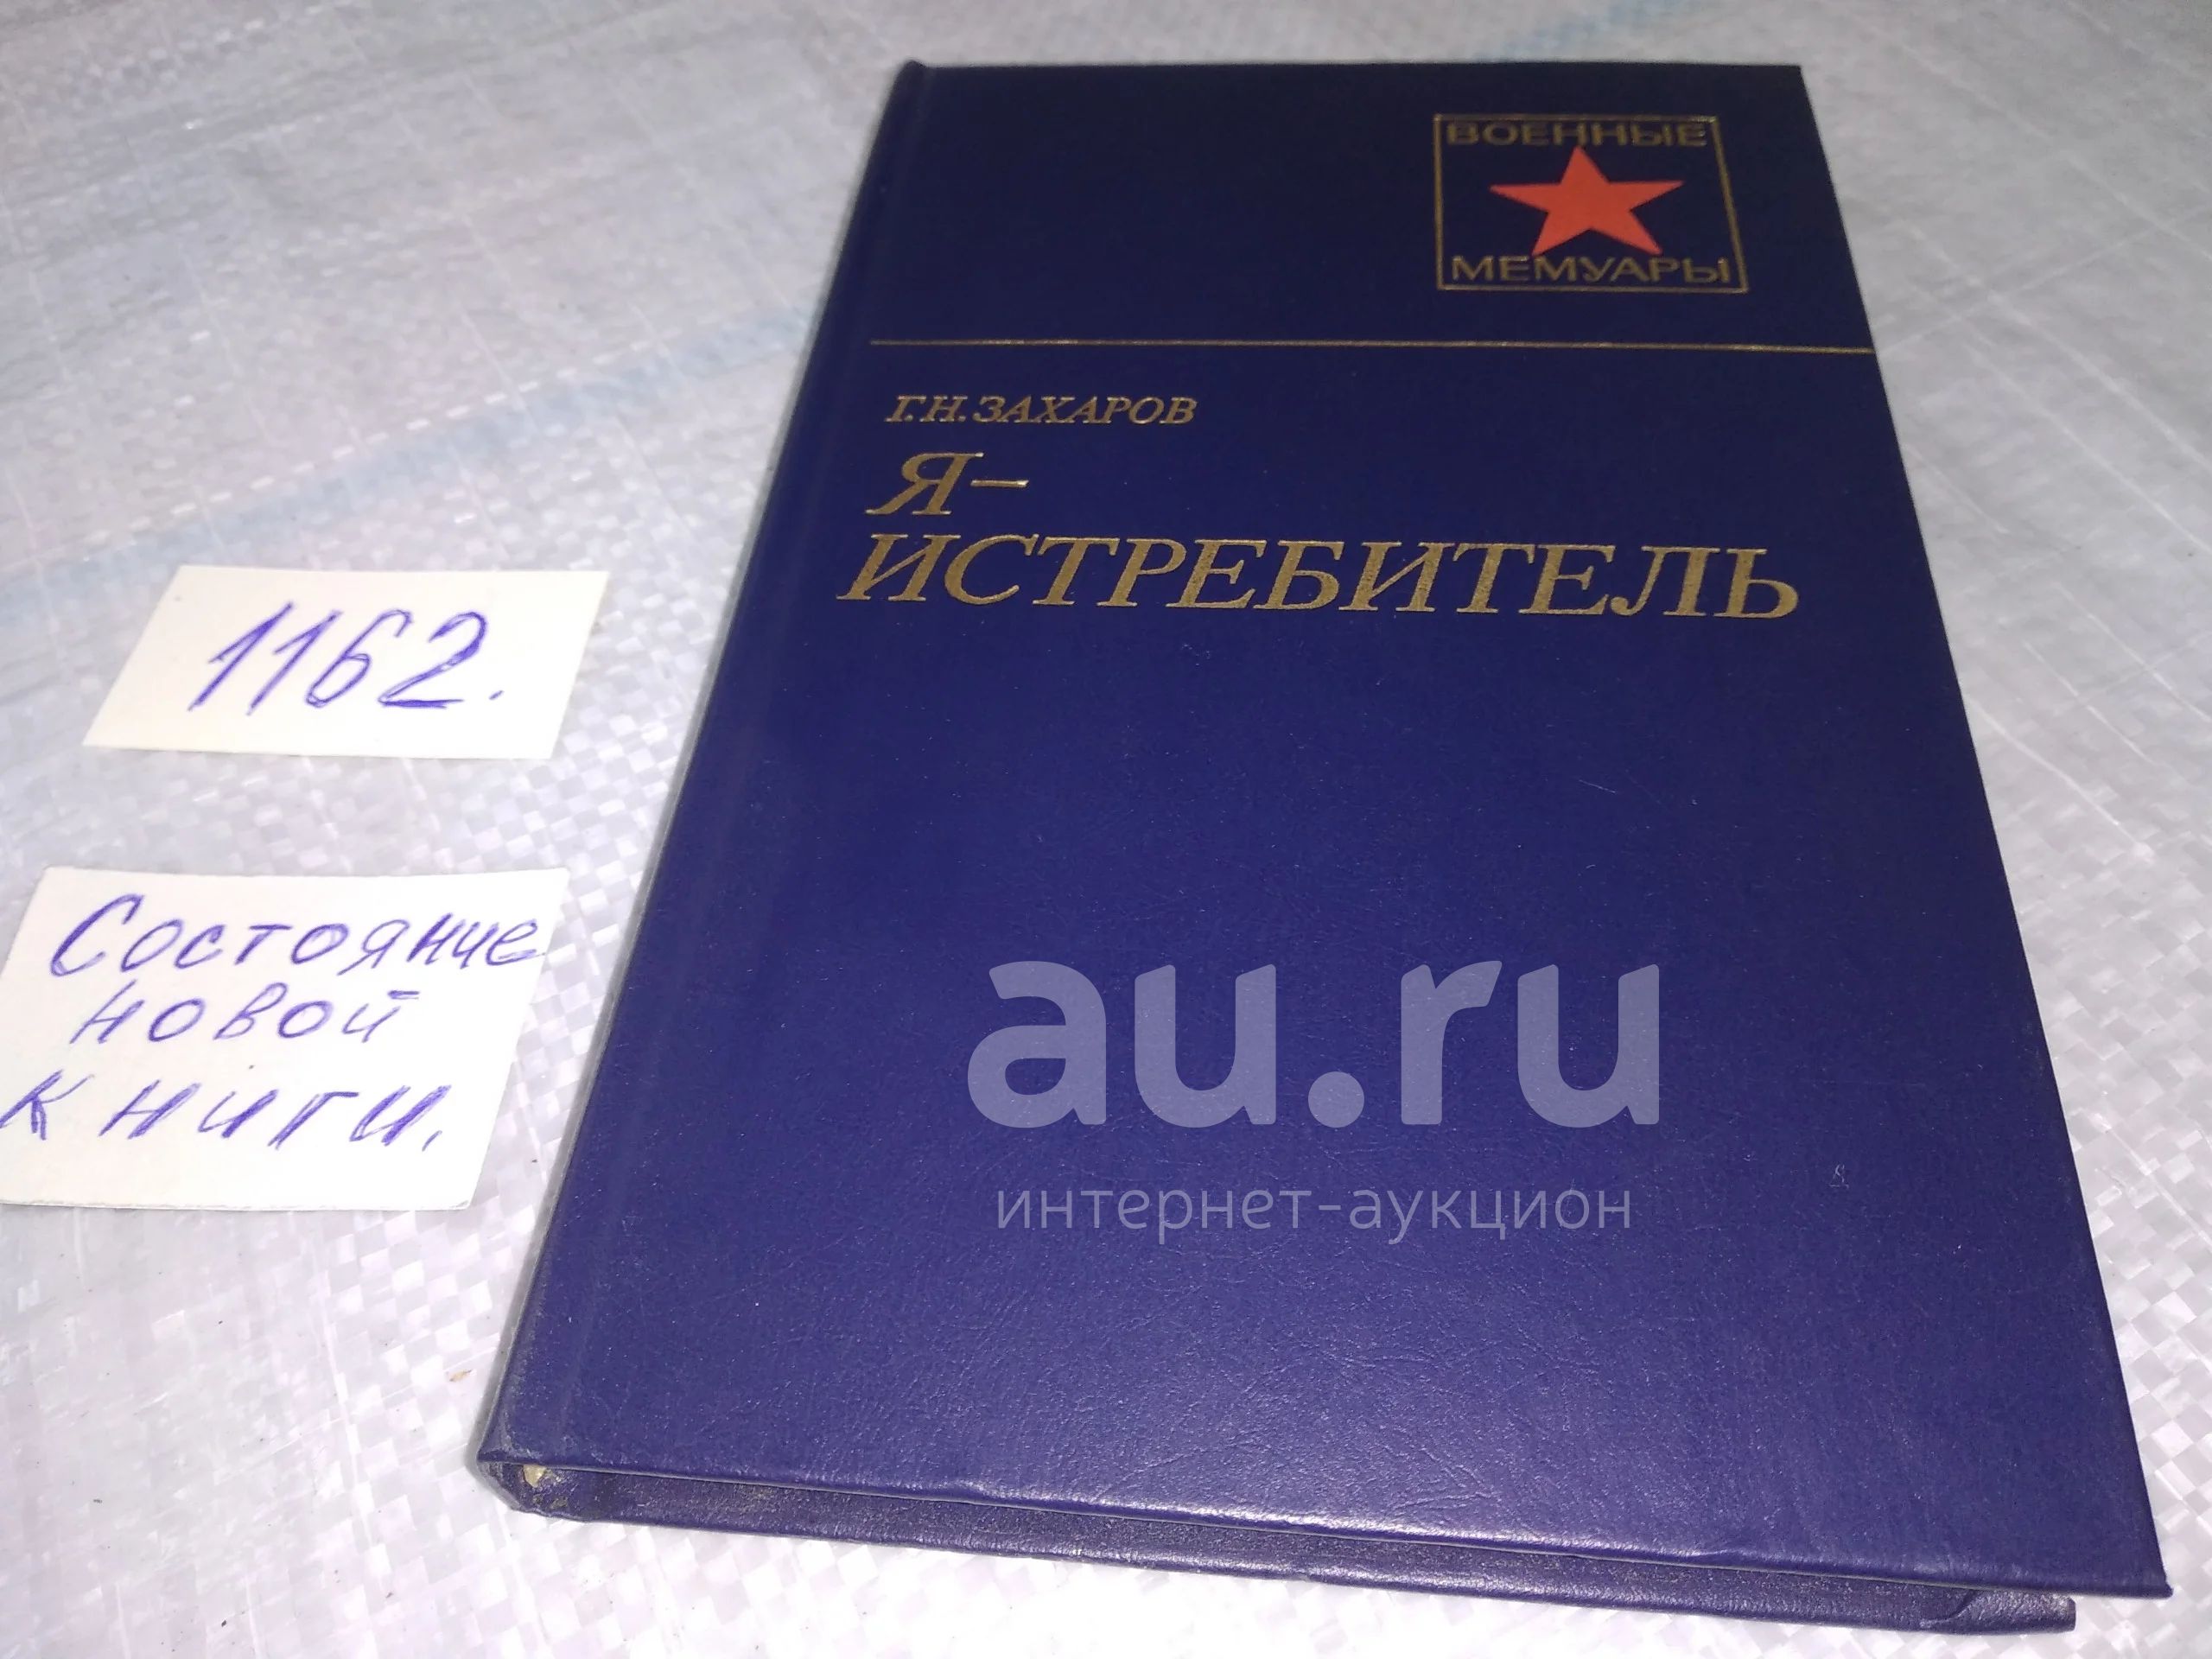 ВОЕННЫЕ
МЕМУАРЫ
Г.Н. ЗАХАРОВ
Я-
ИСТРЕБИТЕЛЬ
1162.
Состояние
новой
книги.
au.ru
интернет-аукцион